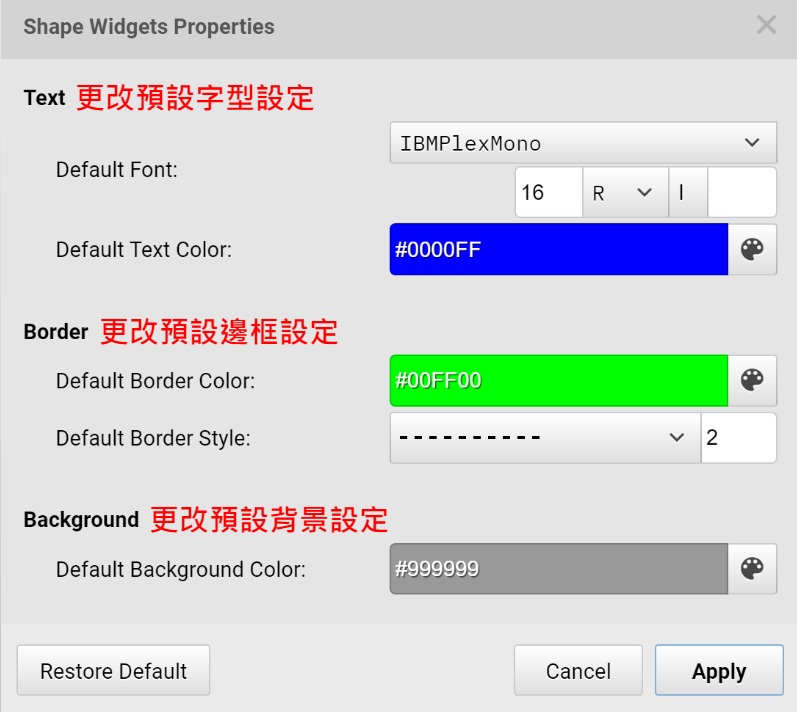 Shape Widgets Properties
Text 更改預設字型設定
Default Font:
IBMPlexMono
16 R I
Default Text Color:
#0000FF
Border 更改預設邊框設定
Default Border Color:
#00FF00
Default Border Style:
2
Background 更改預設背景設定
Default Background Color:
#999999
Restore Default
Cancel
Apply